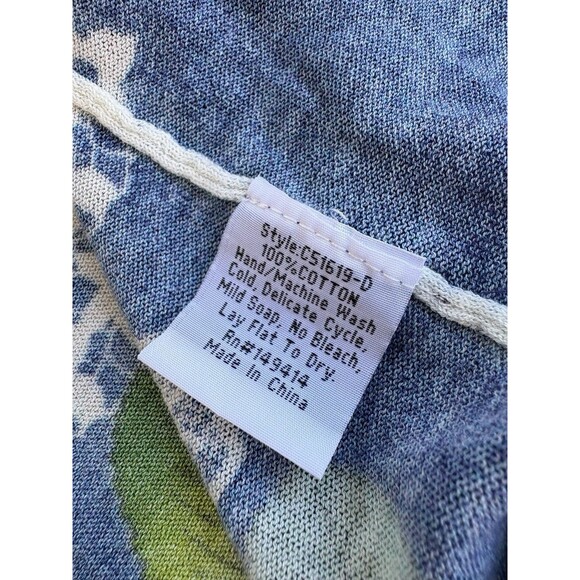 Style:C51619-D
100%COTTON
Hand/Machine, Wash
Cold, Delicate Cycle,
Mild Soap, No Bleach,
Lay Flat To Dry.
Rn#149414
Made In China